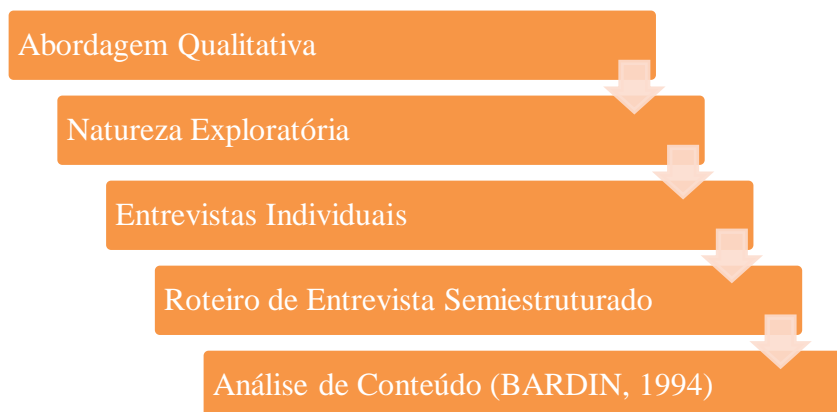 Abordagem Qualitativa
Natureza Exploratória
Entrevistas Individuais
Roteiro de Entrevista Semiestruturado
Análise de Conteúdo (BARDIN, 1994)